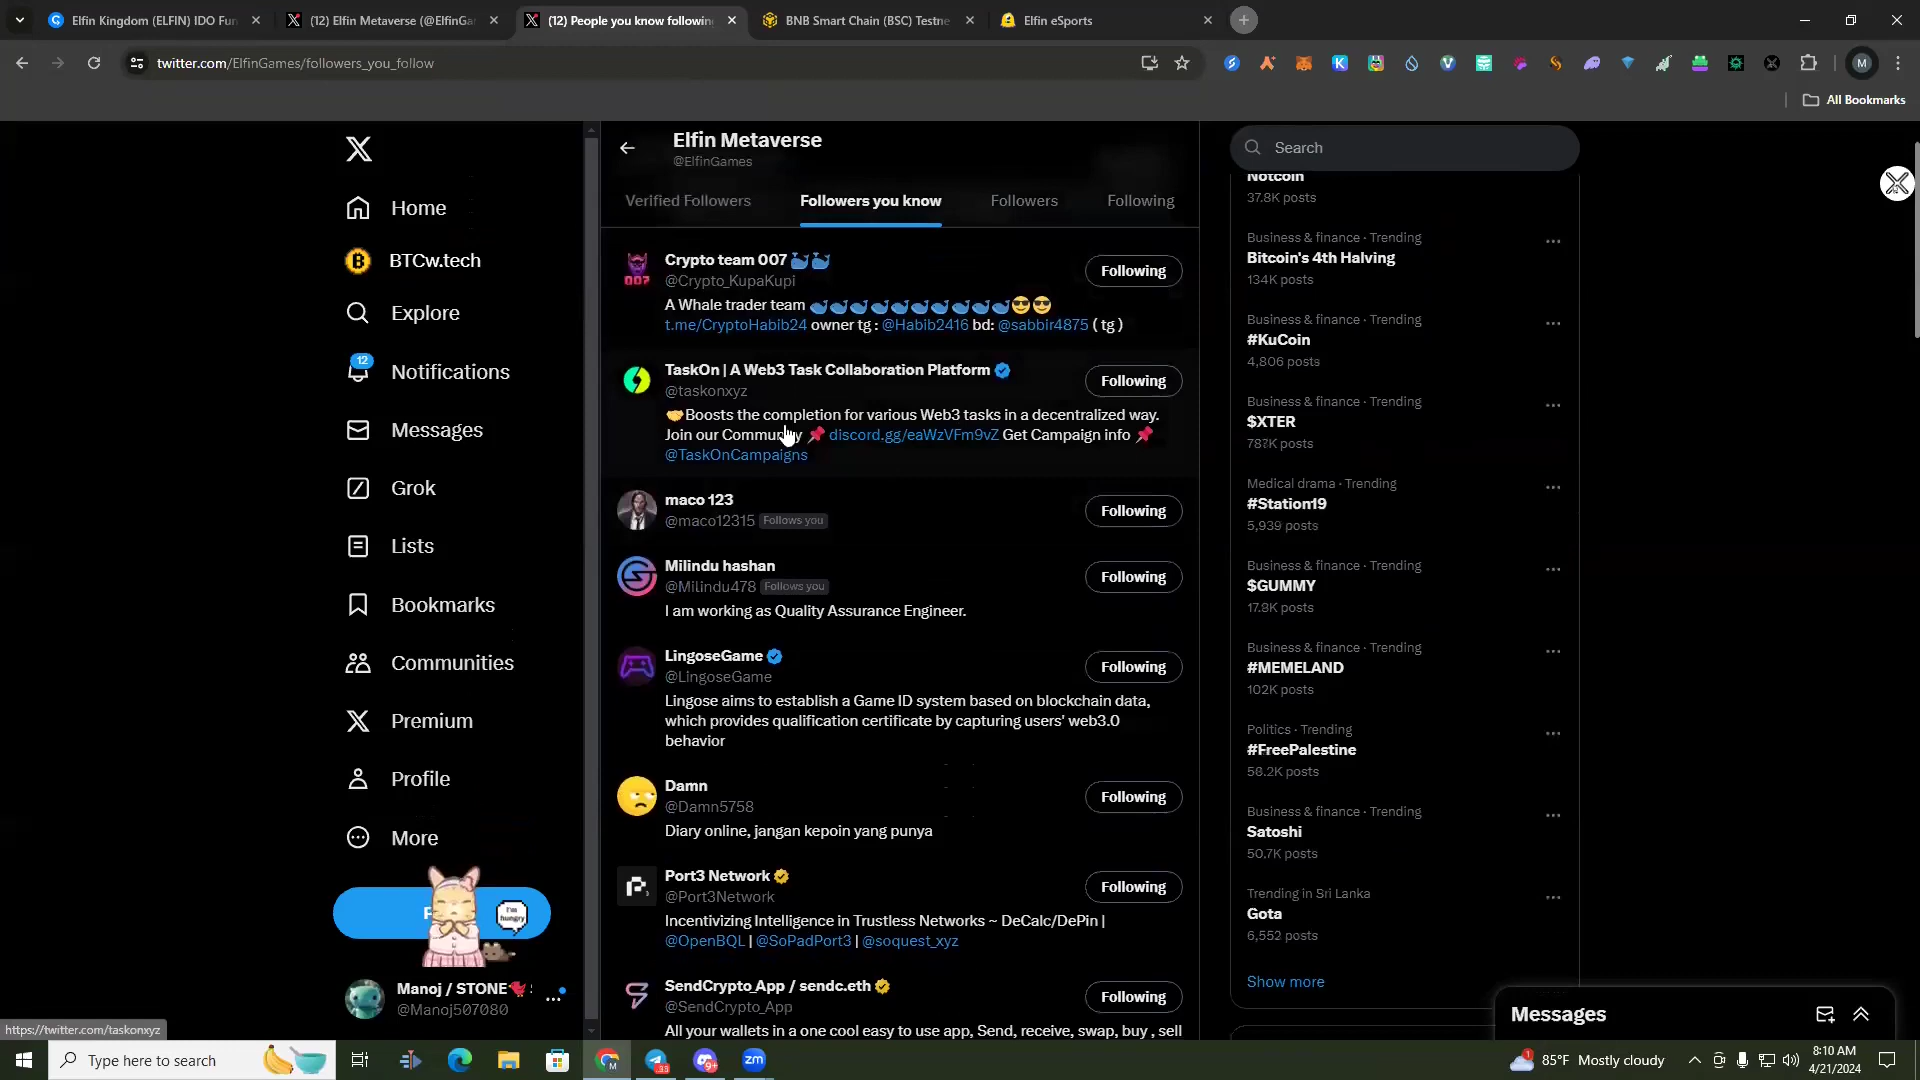 Elfin Kingdom (ELFIN) IDO Fun
(12) Elfin Metaverse (@ElfinGa
(12) People you know followin
BNB Smart Chain (BSC) Testne
Elfin eSports
twitter.com/ElfinGames/followers_you_follow
M
All Bookmarks
Home
BTCw.tech
Explore
12
Notifications
Messages
Grok
Lists
Bookmarks
Communities
Premium
Profile
More
I'm hungry
Manoj / STONE
@Manoj507080
https://twitter.com/taskonxyz
Elfin Metaverse
@ElfinGames
Verified Followers
Followers you know
Followers
Following
Crypto team 007 🐳🐳
@Crypto_KupaKupi
Following
A Whale trader team 🐳🐳🐳🐳🐳🐳🐳🐳🐳🐳😎😎
t.me/CryptoHabib24 owner tg : @Habib2416 bd: @sabbir4875 ( tg )
TaskOn | A Web3 Task Collaboration Platform
@taskonxyz
Following
🤝Boosts the completion for various Web3 tasks in a decentralized way.
Join our Community 📌 discord.gg/eaWzVFm9vZ Get Campaign info 📌
@TaskOnCampaigns
maco 123
@maco12315 Follows you
Following
Milindu hashan
@Milindu478 Follows you
Following
I am working as Quality Assurance Engineer.
LingoseGame
@LingoseGame
Following
Lingose aims to establish a Game ID system based on blockchain data,
which provides qualification certificate by capturing users' web3.0
behavior
Damn
@Damn5758
Following
Diary online, jangan kepoin yang punya
Port3 Network
@Port3Network
Following
Incentivizing Intelligence in Trustless Networks ~ DeCalc/DePin |
@OpenBQL | @SoPadPort3 | @soquest_xyz
SendCrypto_App / sendc.eth
@SendCrypto_App
Following
All your wallets in a one cool easy to use app, Send, receive, swap, buy , sell
Search
Notcoin
37.8K posts
Business & finance · Trending
Bitcoin's 4th Halving
134K posts
Business & finance · Trending
#KuCoin
4,806 posts
Business & finance · Trending
$XTER
Medical drama · Trending
#Station19
5,939 posts
Business & finance · Trending
$GUMMY
17.8K posts
Business & finance · Trending
#MEMELAND
102K posts
Politics · Trending
#FreePalestine
58.2K posts
Business & finance · Trending
Satoshi
50.7K posts
Trending in Sri Lanka
Gota
6,552 posts
Show more
Messages
Type here to search
33
9+
zm
85°F Mostly cloudy
8:10 AM
4/21/2024